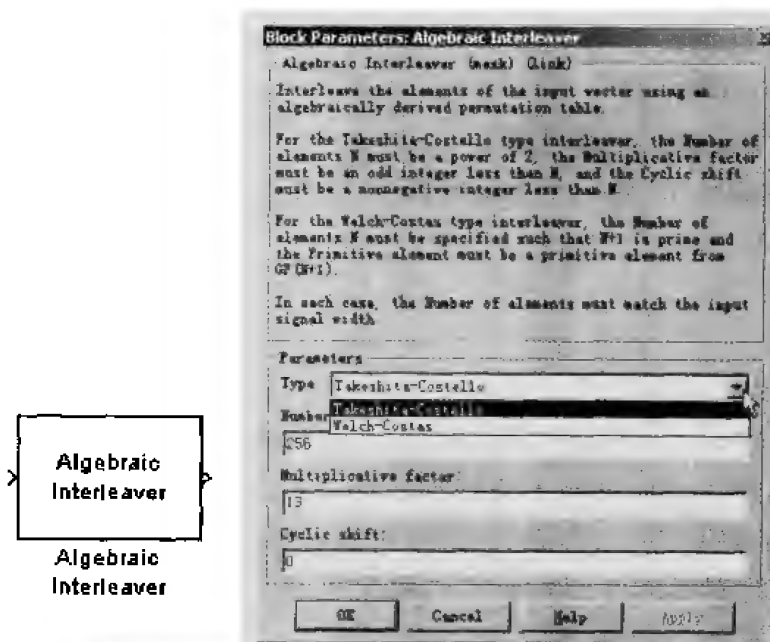 Block Parameters: Algebraic Interleaver
Algebraic Interleaver (mask) (link)
Interleave the elements of the input vector using an
algebraically derived permutation table.
For the Takeshita-Costello type interleaver, the Number of
elements N must be a power of 2, the Multiplicative factor
must be an odd integer less than N, and the Cyclic shift
must be a nonnegative integer less than N.
For the Welch-Costas type interleaver, the Number of
elements N must be specified such that N+1 is prime and
the Primitive element must be a primitive element from
GF(N+1).
In each case, the Number of elements must match the input
signal width.
Parameters
Type Takeshita-Costello
Takeshita-Costello
Number
Welch-Costas
256
Multiplicative factor:
13
Cyclic shift:
0
OK Cancel Help Apply
Algebraic
Interleaver
Algebraic
Interleaver